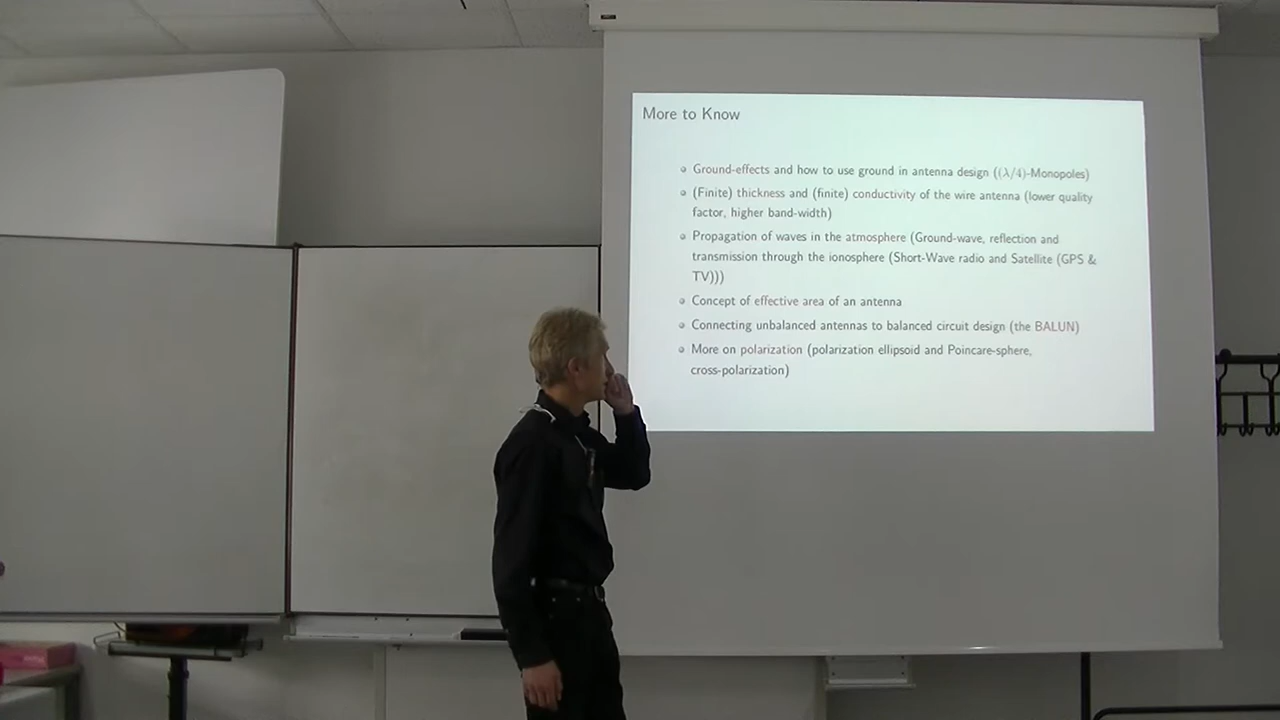 More to Know
Ground-effects and how to use ground in antenna design ((λ/4)-Monopoles)
(Finite) thickness and (finite) conductivity of the wire antenna (lower quality
factor, higher band-width)
Propagation of waves in the atmosphere (Ground-wave, reflection and
transmission through the ionosphere (Short-Wave radio and Satellite (GPS &
TV)))
Concept of effective area of an antenna
Connecting unbalanced antennas to balanced circuit design (the BALUN)
More on polarization (polarization ellipsoid and Poincare-sphere,
cross-polarization)